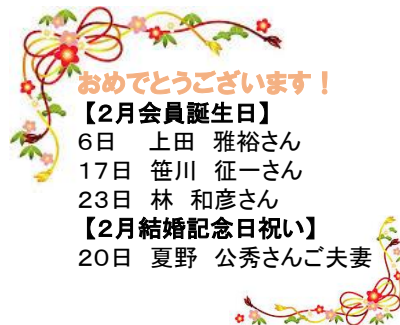 おめでとうございます！
【２月会員誕生日】
６日　上田　雅裕さん
１７日　笹川　征一さん
２３日　林　和彦さん
【２月結婚記念日祝い】
２０日　夏野　公秀さんご夫妻